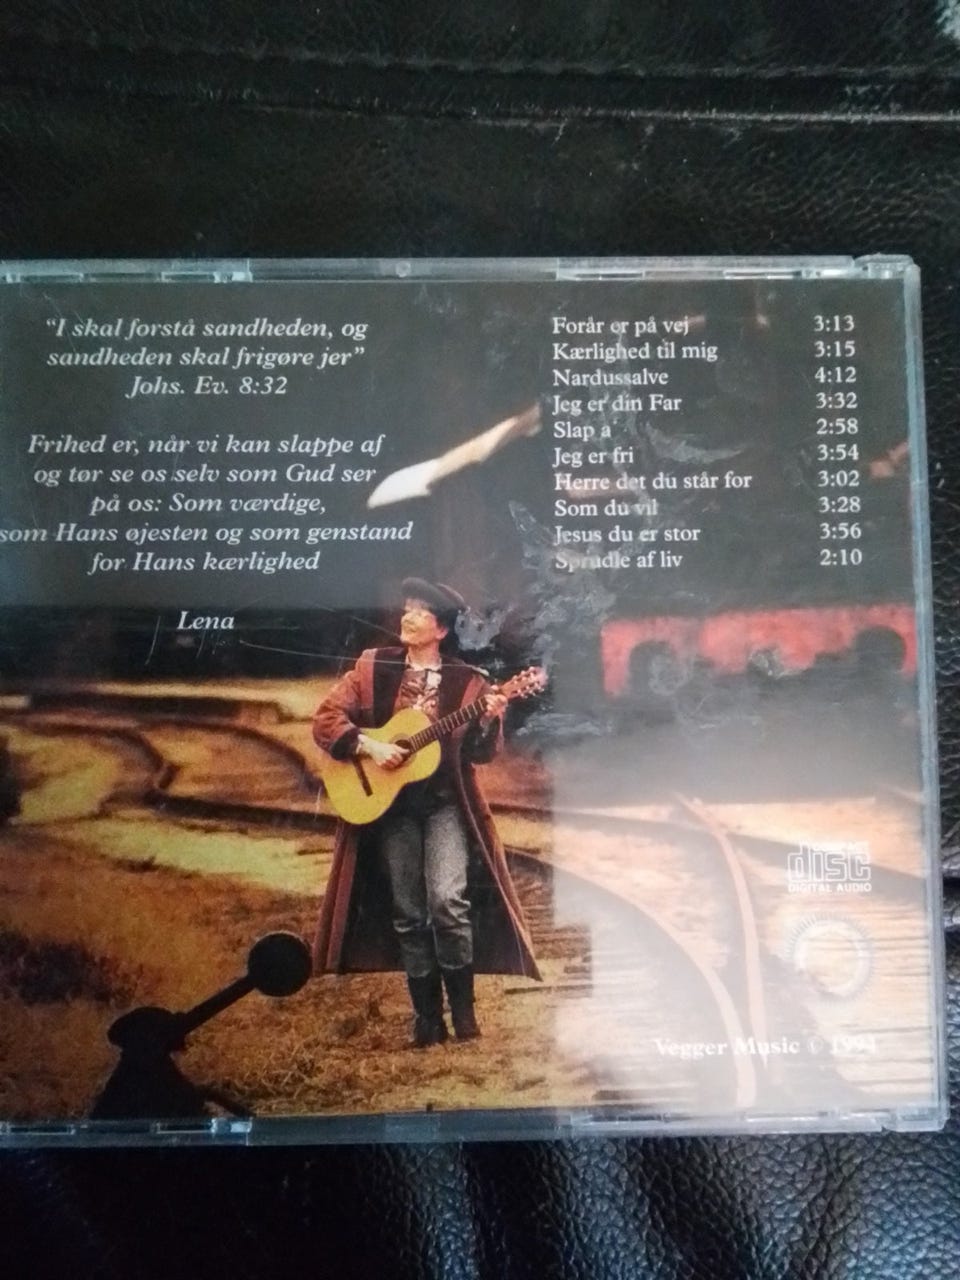 "I skal forstå sandheden, og
sandheden skal frigøre jer"
Johs. Ev. 8:32
Frihed er, når vi kan slappe af
og tør se os selv som Gud ser
på os: Som værdige,
som Hans øjesten og som genstand
for Hans kærlighed
Lena
Forår er på vej 3:13
Kærlighed til mig 3:15
Nardussalve 4:12
Jeg er din Far 3:32
Slap a' 2:58
Jeg er fri 3:54
Herre det du står for 3:02
Som du vil 3:28
Jesus du er stor 3:56
Sprudle af liv 2:10
disc
DIGITAL AUDIO
Vegger Music © 1994